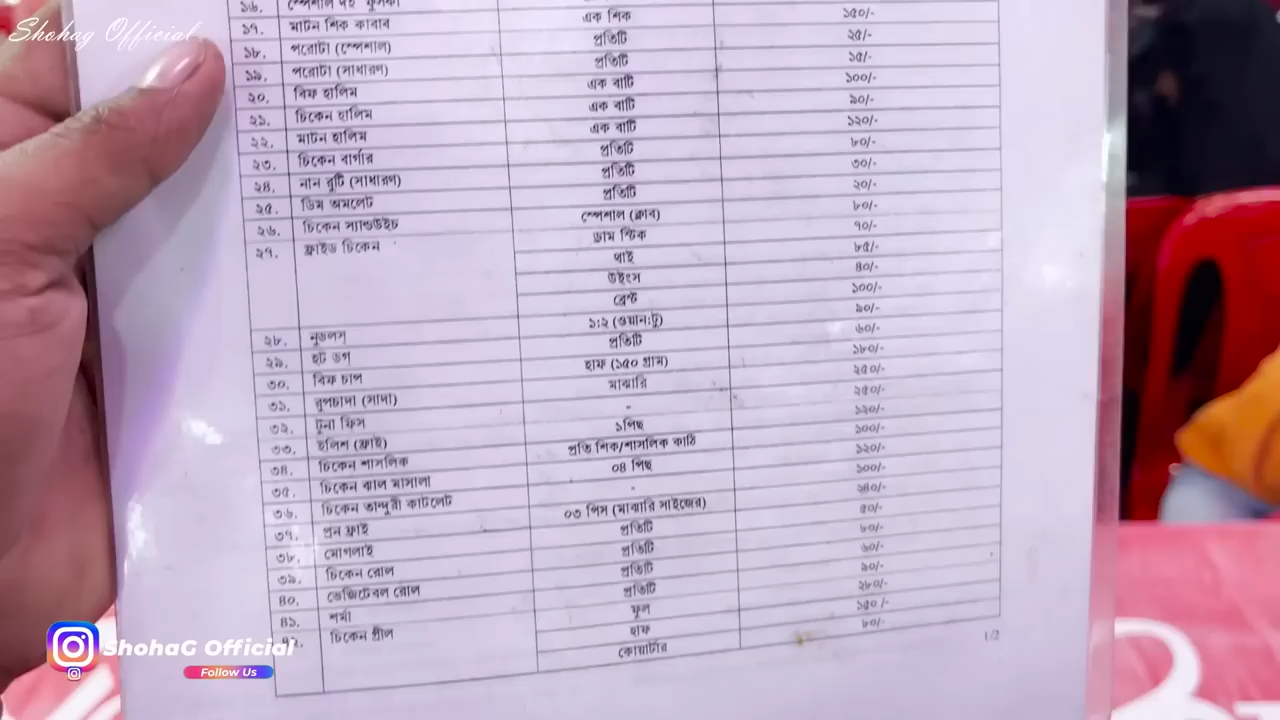 Shohag Official
১৬. স্পেশাল দই ফুসকা
১৭. মাটন শিক কাবাব এক শিক ১৫০/-
১৮. পরোটা (স্পেশাল) প্রতিটি ২৫/-
১৯. পরোটা (সাধারণ) প্রতিটি ১৫/-
২০. বিফ হালিম এক বাটি ১০০/-
২১. চিকেন হালিম এক বাটি ৯০/-
২২. মাটন হালিম এক বাটি ১২০/-
২৩. চিকেন বার্গার প্রতিটি ৮০/-
২৪. নান রুটি (সাধারণ) প্রতিটি ৩০/-
২৫. ডিম অমলেট প্রতিটি ২০/-
২৬. চিকেন স্যান্ডউইচ স্পেশাল (ক্লাব) ৮০/-
২৭. ফ্রাইড চিকেন ড্রাম স্টিক ৭০/-
থাই ৮৫/-
উইংস ৪০/-
ব্রেস্ট ১০০/-
২৮. নুডলস্ ১:২ (ওয়ান:টু) ৯০/-
২৯. হট ডগ প্রতিটি ৬০/-
৩০. বিফ চাপ হাফ (১৫০ গ্রাম) ১৮০/-
৩১. রুপচাদা (সাদা) মাঝারি ২৫০/-
৩২. টুনা ফিস - ২৫০/-
৩৩. ইলিশ (ফ্রাই) ১পিছ ১২০/-
৩৪. চিকেন শাসলিক প্রতি শিক/শাসলিক কাঠি ১০০/-
৩৫. চিকেন ঝাল মাসালা ০৪ পিছ ১২০/-
৩৬. চিকেন তান্দুরী কাটলেট - ১০০/-
৩৭. প্রন ফ্রাই ০৩ পিস (মাঝারি সাইজের) ২৪০/-
৩৮. মোগলাই প্রতিটি ৫০/-
৩৯. চিকেন রোল প্রতিটি ৮০/-
৪০. ভেজিটেবল রোল প্রতিটি ৬০/-
৪১. শর্মা প্রতিটি ৯০/-
৪২. চিকেন গ্রীল ফুল ২৮০/-
হাফ ১৫০/-
কোয়াটার ৮০/-
1/2
ShohaG Official
Follow Us